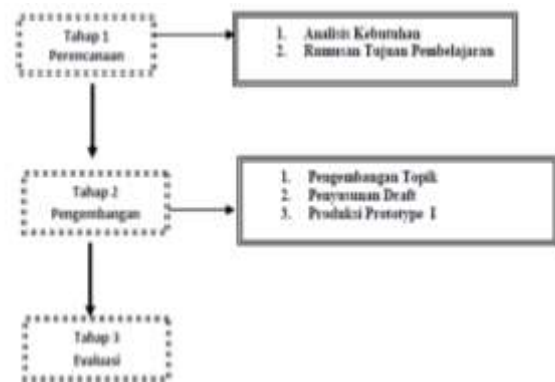 Tahap 1
Perencanaan
1. Analisis Kebutuhan
2. Rumusan Tujuan Pembelajaran
Tahap 2
Pengembangan
1. Pengembangan Topik
2. Penyusunan Draft
3. Produksi Prototype I
Tahap 3
Evaluasi